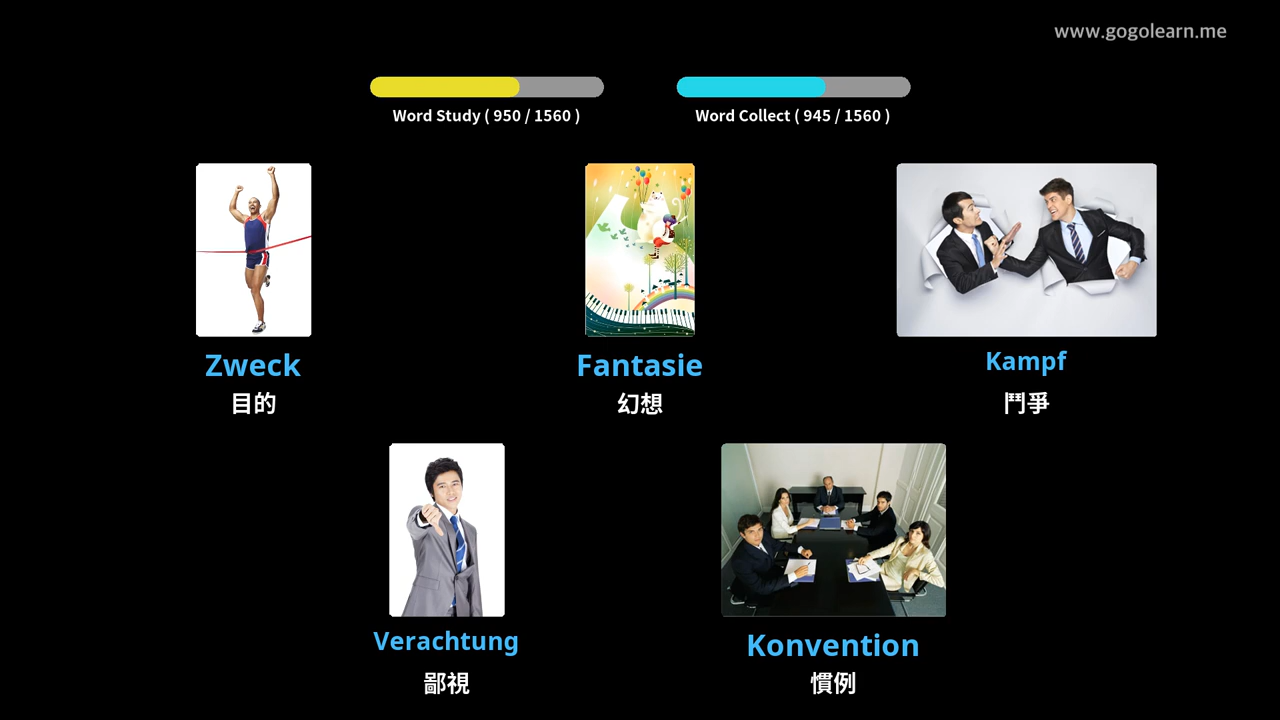 www.gogolearn.me
Word Study ( 950 / 1560 )
Word Collect ( 945 / 1560 )
Zweck
目的
Fantasie
幻想
Kampf
鬥爭
Verachtung
鄙視
Konvention
慣例